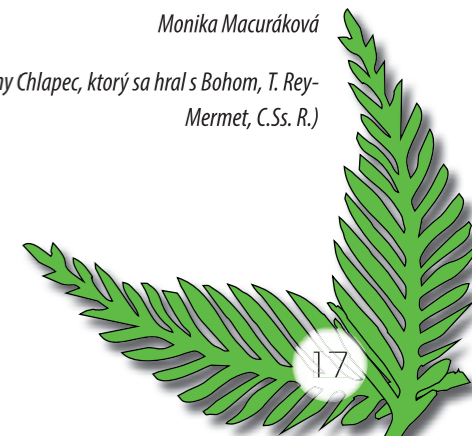 Monika Macuráková
ny Chlapec, ktorý sa hral s Bohom, T. Rey-
Mermet, C.Ss. R.)
17